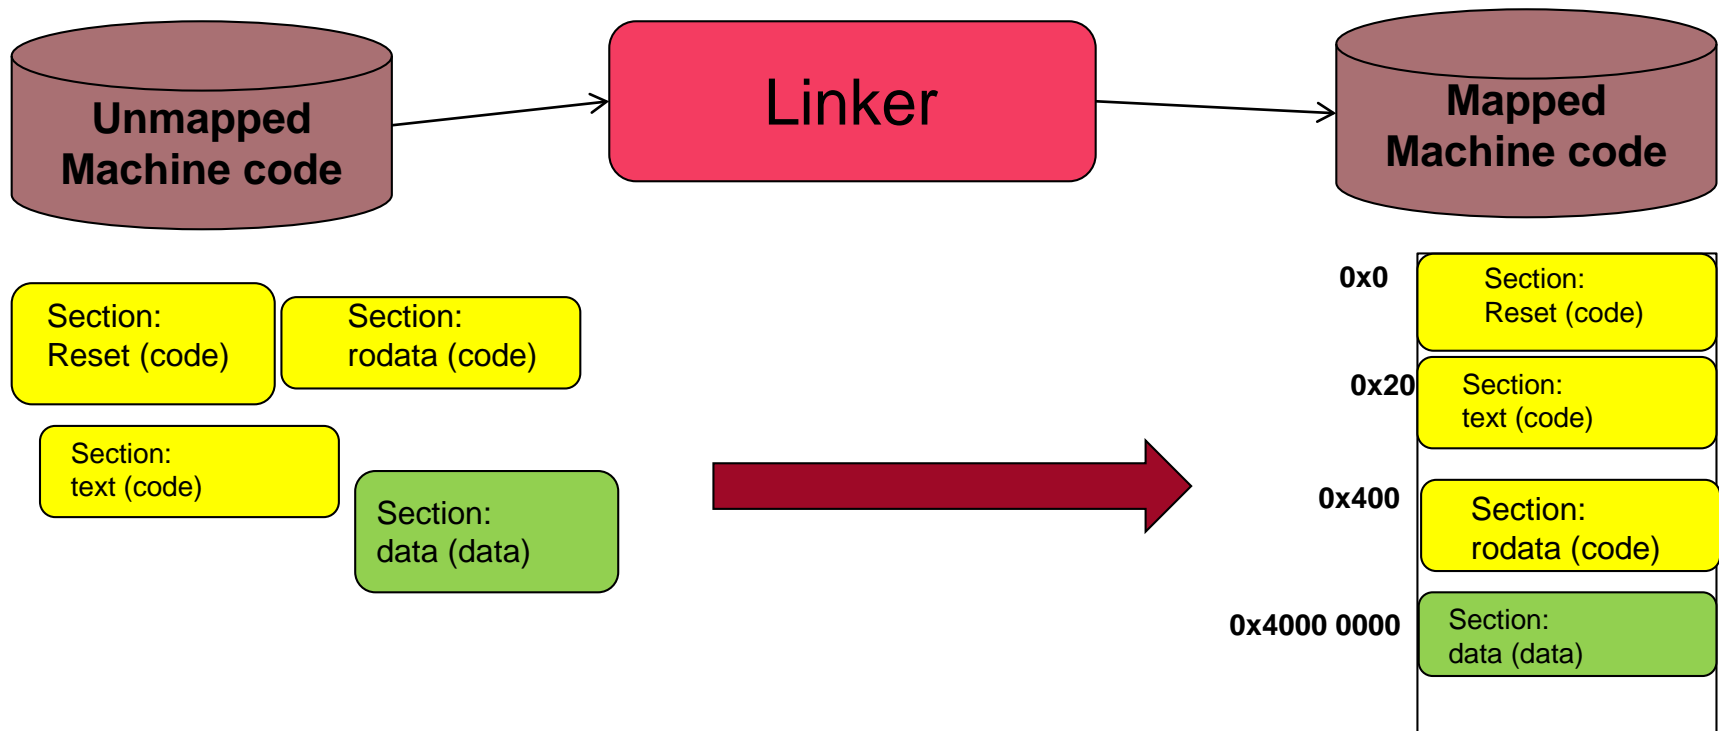 Unmapped
Machine code
Linker
Mapped
Machine code
Section:
Reset (code)
Section:
rodata (code)
Section:
text (code)
Section:
data (data)
0x0
Section:
Reset (code)
0x20
Section:
text (code)
0x400
Section:
rodata (code)
0x4000 0000
Section:
data (data)